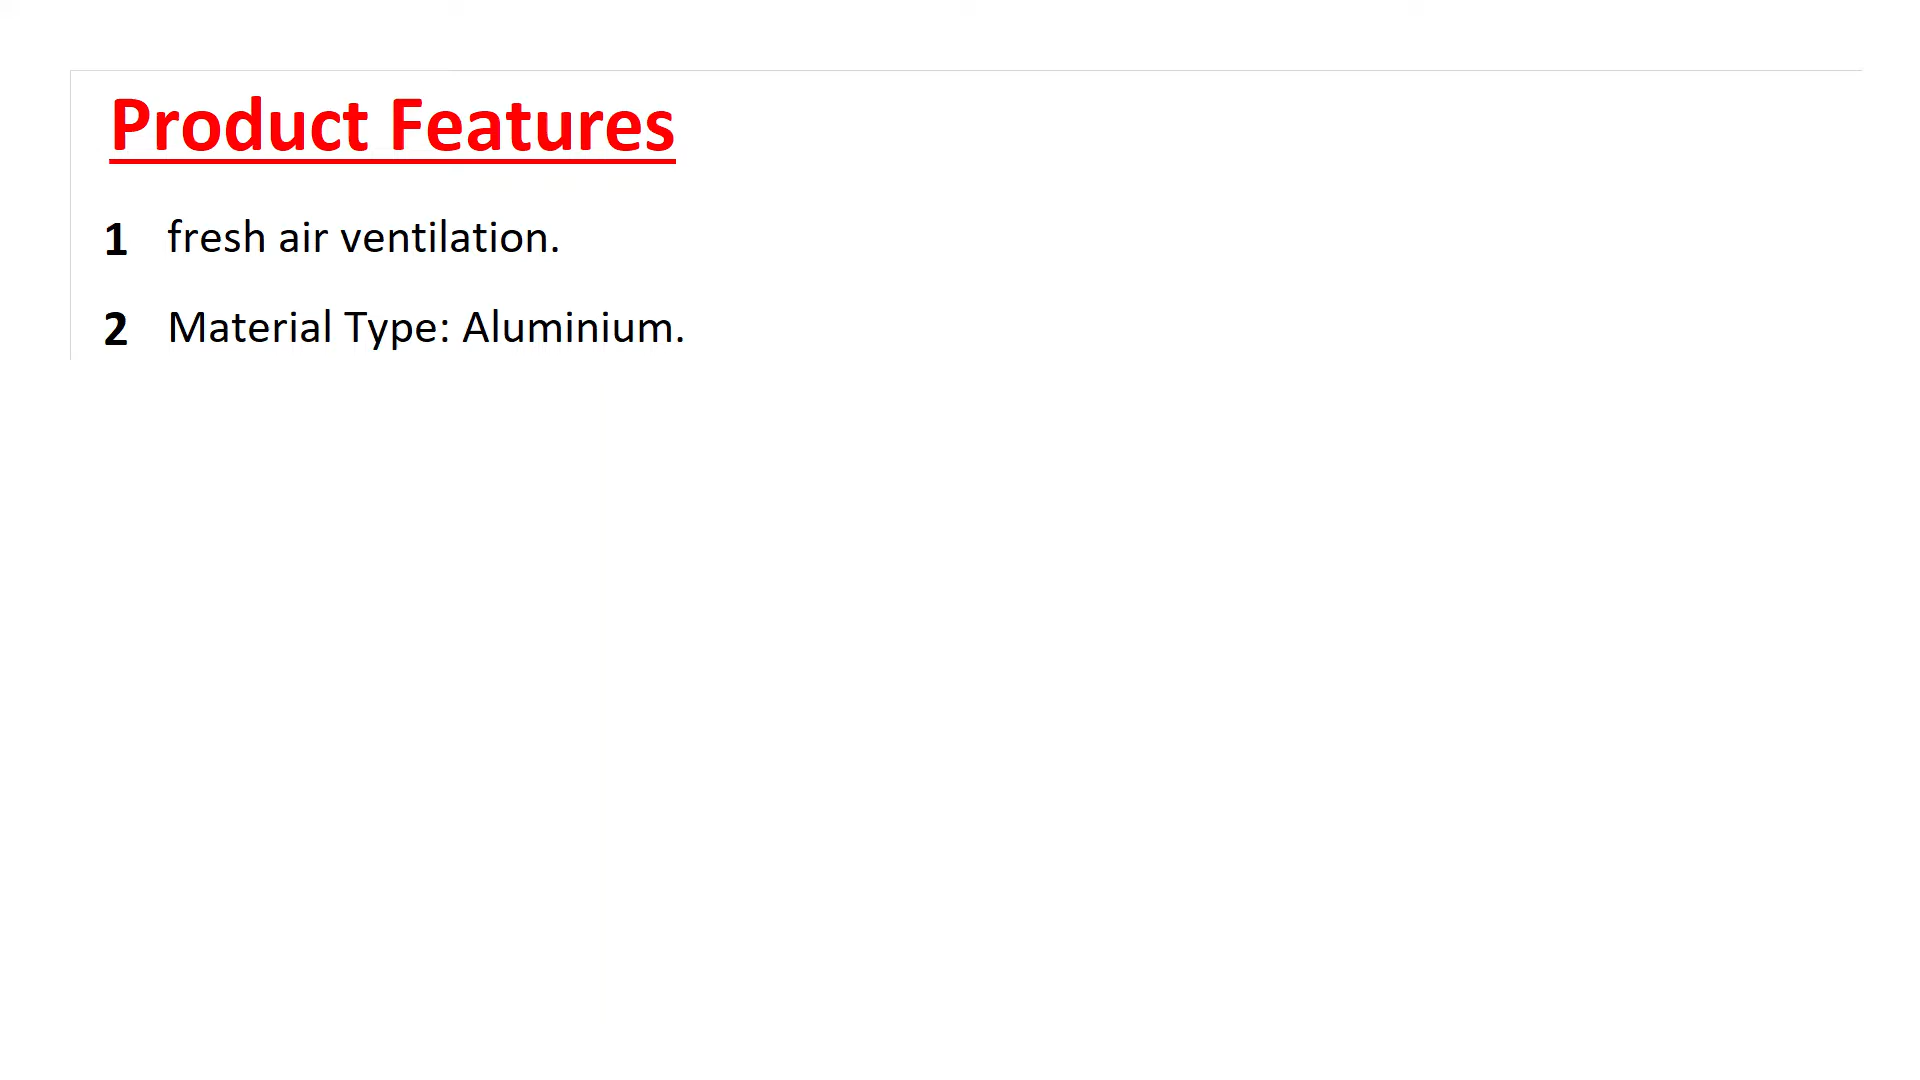 Product Features
1 fresh air ventilation.
2 Material Type: Aluminium.